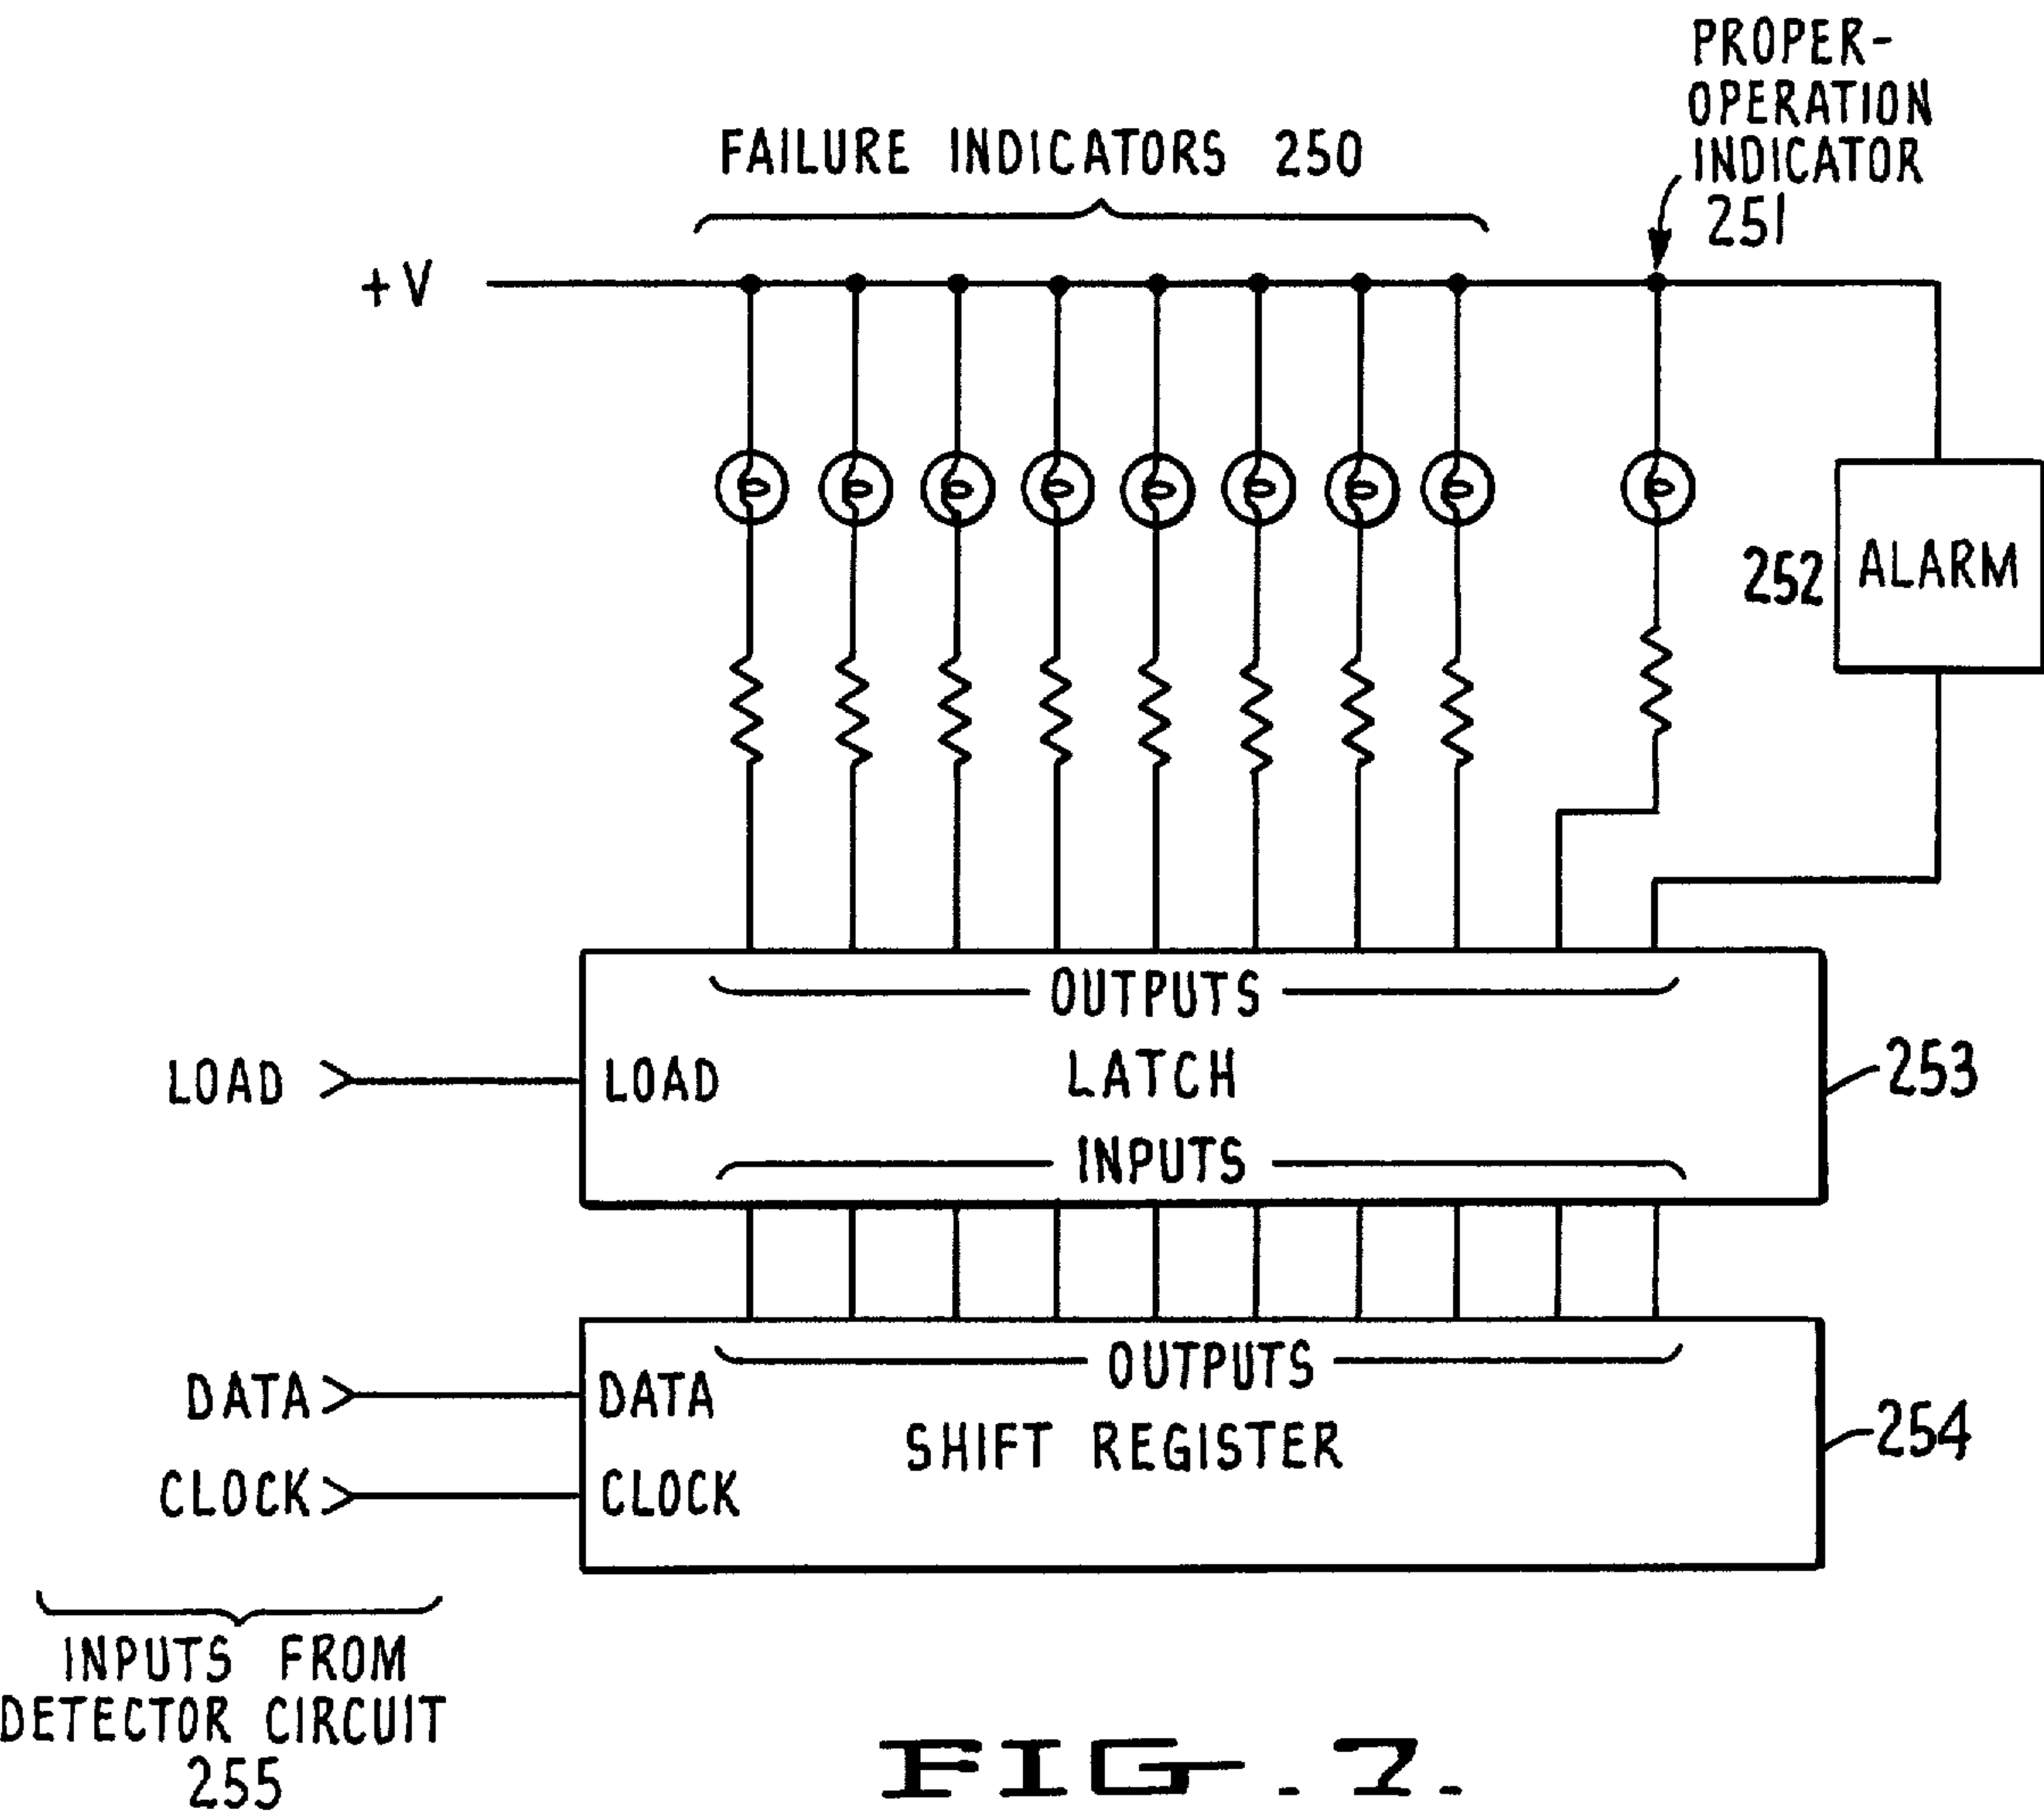 PROPER-
OPERATION
INDICATOR
251
FAILURE INDICATORS 250
+V
252
ALARM
OUTPUTS
LOAD
LOAD
LATCH
253
INPUTS
OUTPUTS
DATA
DATA
SHIFT REGISTER
254
CLOCK
CLOCK
INPUTS FROM
DETECTOR CIRCUIT
255
FIG. 7.